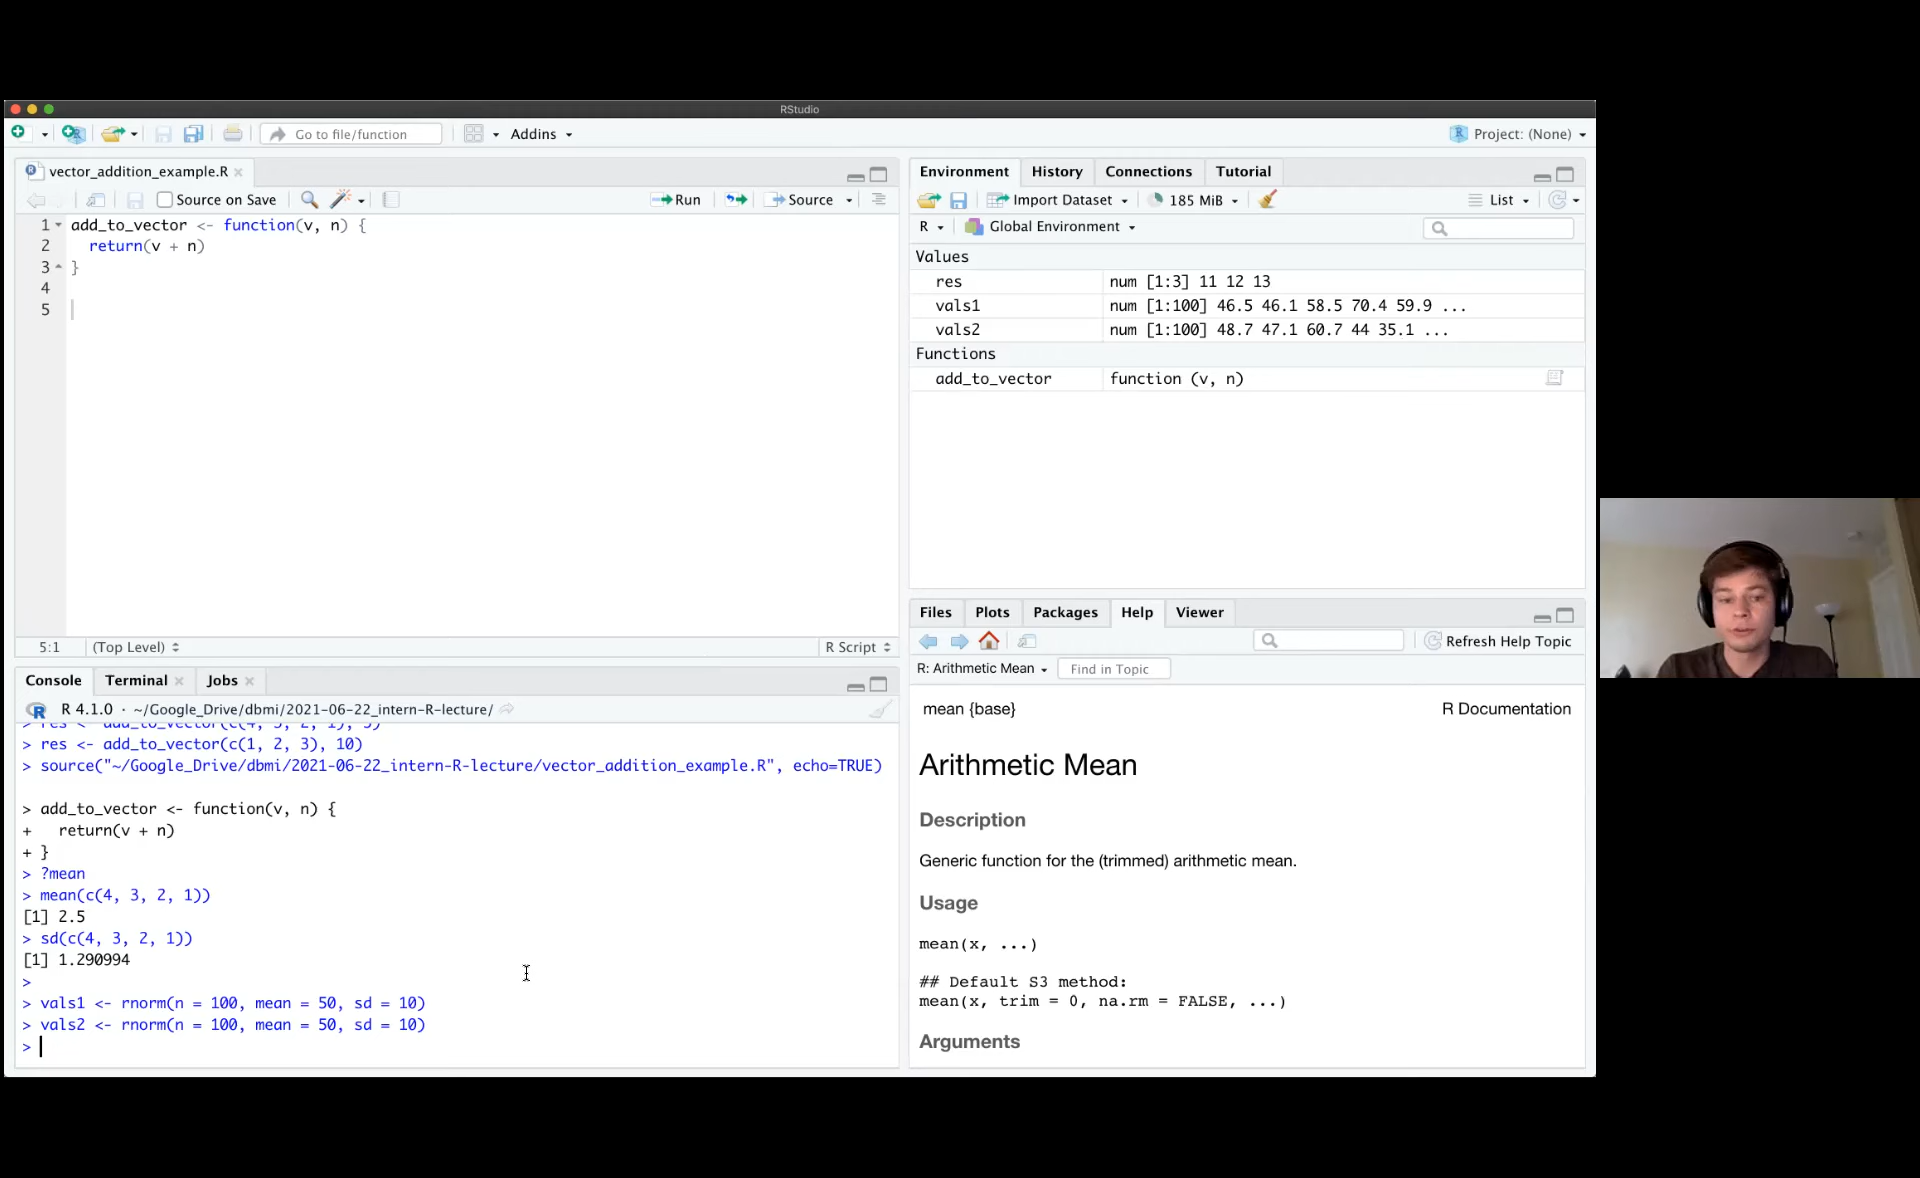 RStudio
Go to file/function
Addins
Project: (None)
vector_addition_example.R
Source on Save
Run
Source
1 add_to_vector <- function(v, n) {
2   return(v + n)
3 }
4
5
5:1
(Top Level)
R Script
Console
Terminal
Jobs
R 4.1.0 · ~/Google_Drive/dbmi/2021-06-22_intern-R-lecture/
> res <- add_to_vector(c(4, 3, 2, 1), 5)
> res <- add_to_vector(c(1, 2, 3), 10)
> source("~/Google_Drive/dbmi/2021-06-22_intern-R-lecture/vector_addition_example.R", echo=TRUE)
> add_to_vector <- function(v, n) {
+   return(v + n)
+ }
> ?mean
> mean(c(4, 3, 2, 1))
[1] 2.5
> sd(c(4, 3, 2, 1))
[1] 1.290994
>
> vals1 <- rnorm(n = 100, mean = 50, sd = 10)
> vals2 <- rnorm(n = 100, mean = 50, sd = 10)
>
Environment
History
Connections
Tutorial
Import Dataset
185 MiB
List
R
Global Environment
Values
res num [1:3] 11 12 13
vals1 num [1:100] 46.5 46.1 58.5 70.4 59.9 ...
vals2 num [1:100] 48.7 47.1 60.7 44 35.1 ...
Functions
add_to_vector function (v, n)
Files
Plots
Packages
Help
Viewer
Refresh Help Topic
R: Arithmetic Mean
Find in Topic
mean {base}
R Documentation
Arithmetic Mean
Description
Generic function for the (trimmed) arithmetic mean.
Usage
mean(x, ...)
## Default S3 method:
mean(x, trim = 0, na.rm = FALSE, ...)
Arguments